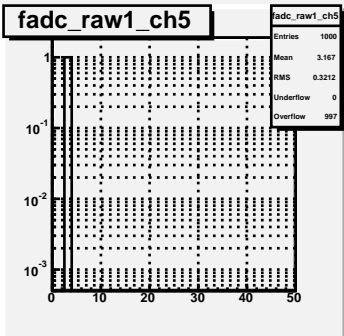 fadc_raw1_ch5
fadc_raw1_ch5
Entries 1000
Mean 3.167
RMS 0.3212
Underflow 0
Overflow 997
1
10^-1
10^-2
10^-3
0 10 20 30 40 50